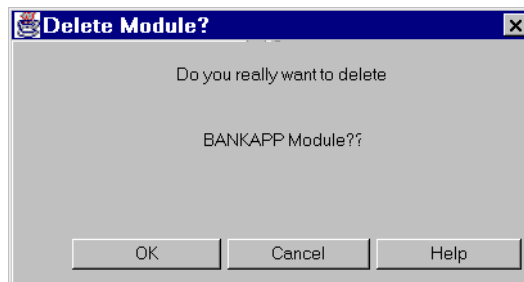 Delete Module?
Do you really want to delete
BANKAPP Module??
OK Cancel Help